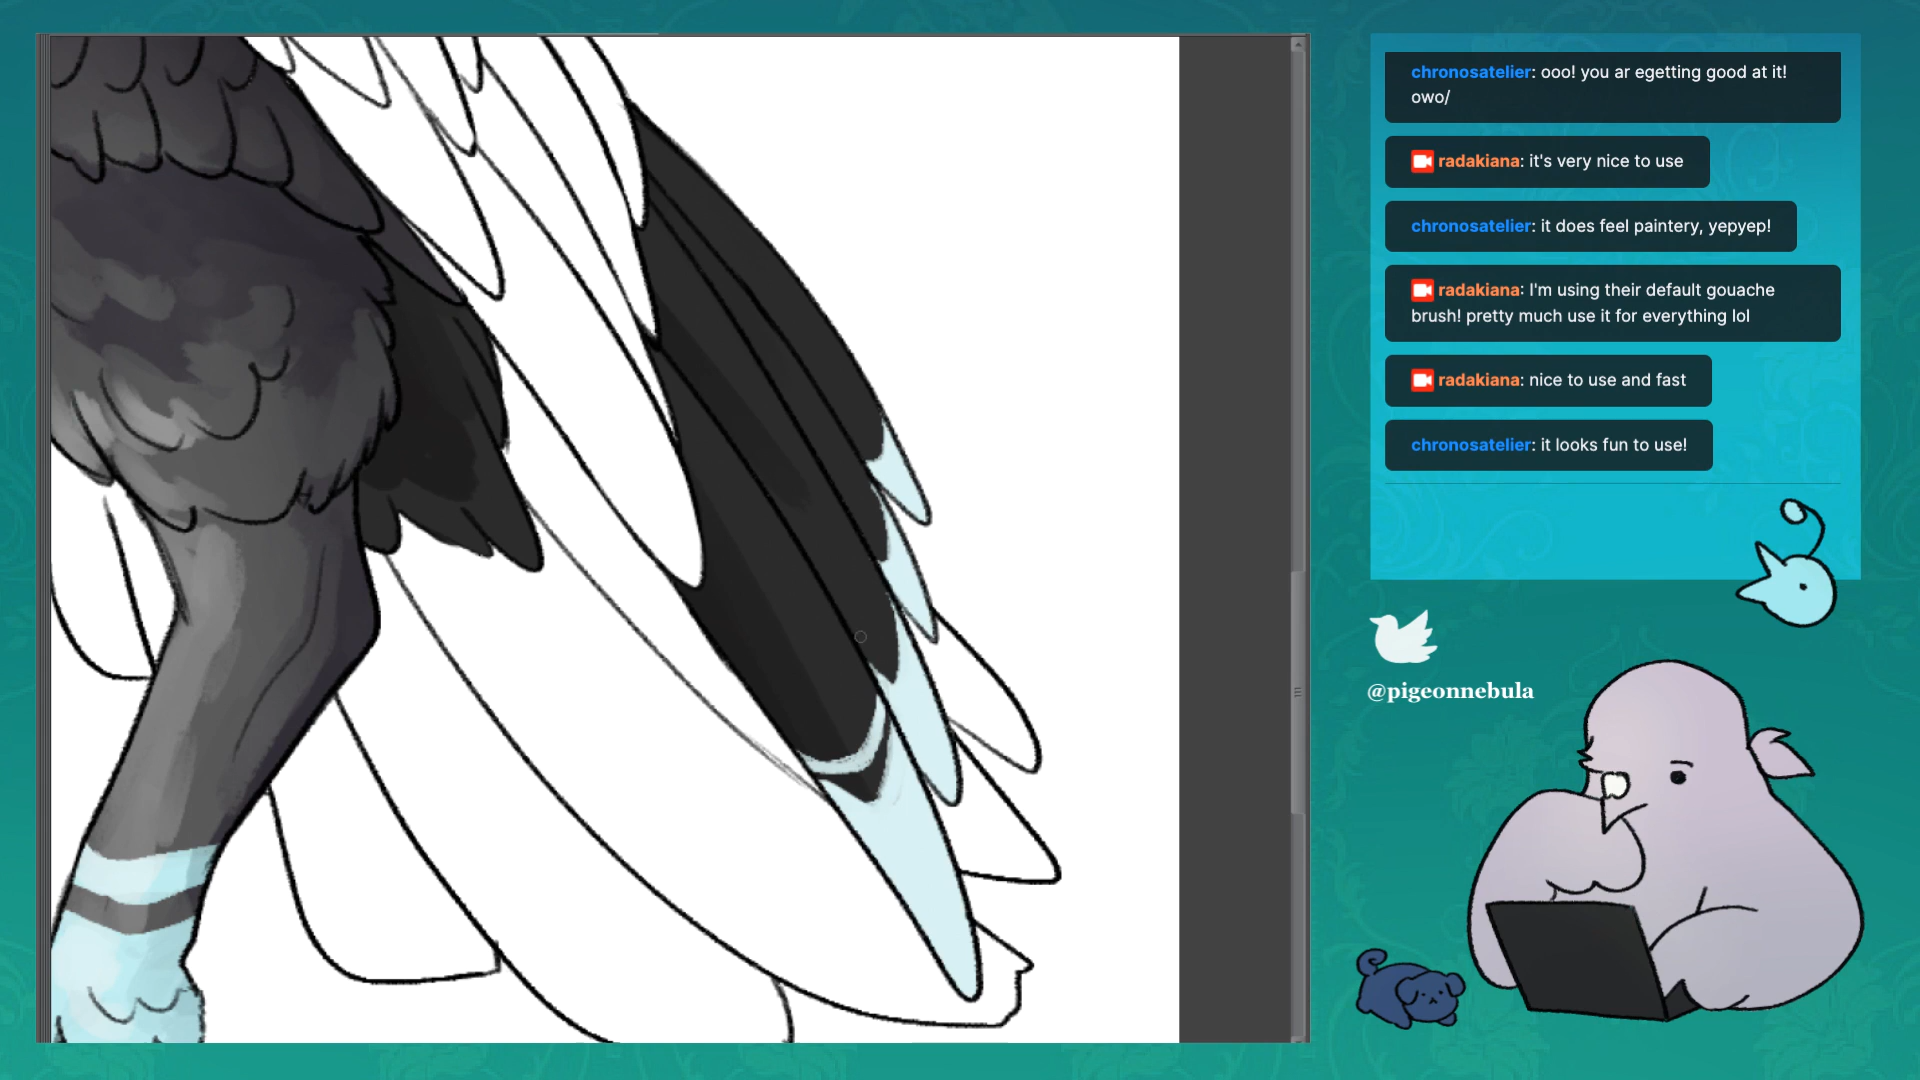 chronosatelier: ooo! you ar egetting good at it!
owo/
radakiana: it's very nice to use
chronosatelier: it does feel paintery, yepyep!
radakiana: I'm using their default gouache
brush! pretty much use it for everything lol
radakiana: nice to use and fast
chronosatelier: it looks fun to use!
@pigeonnebula